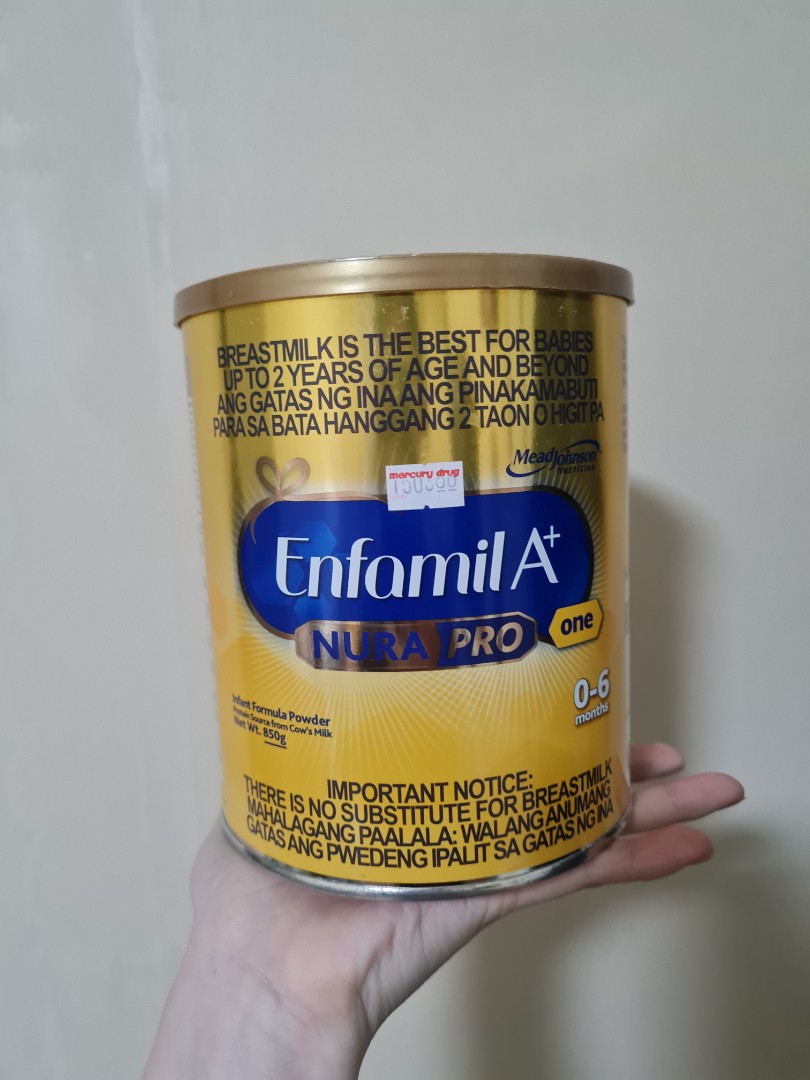 BREASTMILK IS THE BEST FOR BABIES
UP TO 2 YEARS OF AGE AND BEYOND
ANG GATAS NG INA ANG PINAKAMABUTI
PARA SA BATA HANGGANG 2 TAON O HIGIT PA
MeadJohnson
Nutrition
mercury drug
Enfamil A+
NURA PRO
one
0-6
months
Infant Formula Powder
Protein Source from Cow's Milk
Net Wt. 850g
IMPORTANT NOTICE:
THERE IS NO SUBSTITUTE FOR BREASTMILK
MAHALAGANG PAALALA: WALANG ANUMANG
GATAS ANG PWEDENG IPALIT SA GATAS NG INA